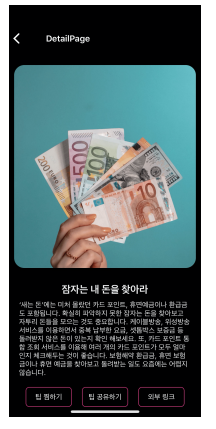 DetailPage
잠자는 내 돈을 찾아라
'새는 돈'에는 미처 몰랐던 카드 포인트, 휴면예금이나 환급금
도 포함됩니다. 확실히 파악하지 못한 잠자는 돈을 찾아보고
자투리 돈들을 모으는 것도 중요합니다. 케이블방송, 위성방송
서비스를 이용하면서 중복 납부한 요금, 셋톱박스 보증금 등
돌려받지 않은 돈이 있는지 확인 해보세요. 또, 카드 포인트 통
합 조회 서비스를 이용해 여러 개의 카드 포인트가 모두 얼마
인지 체크해두는 것이 좋습니다. 보험해약 환급금, 휴면 보험
금이나 휴면 예금을 찾아보고 돌려받는 일도 요즘에는 어렵지
않습니다.
팁 찜하기 팁 공유하기 외부 링크